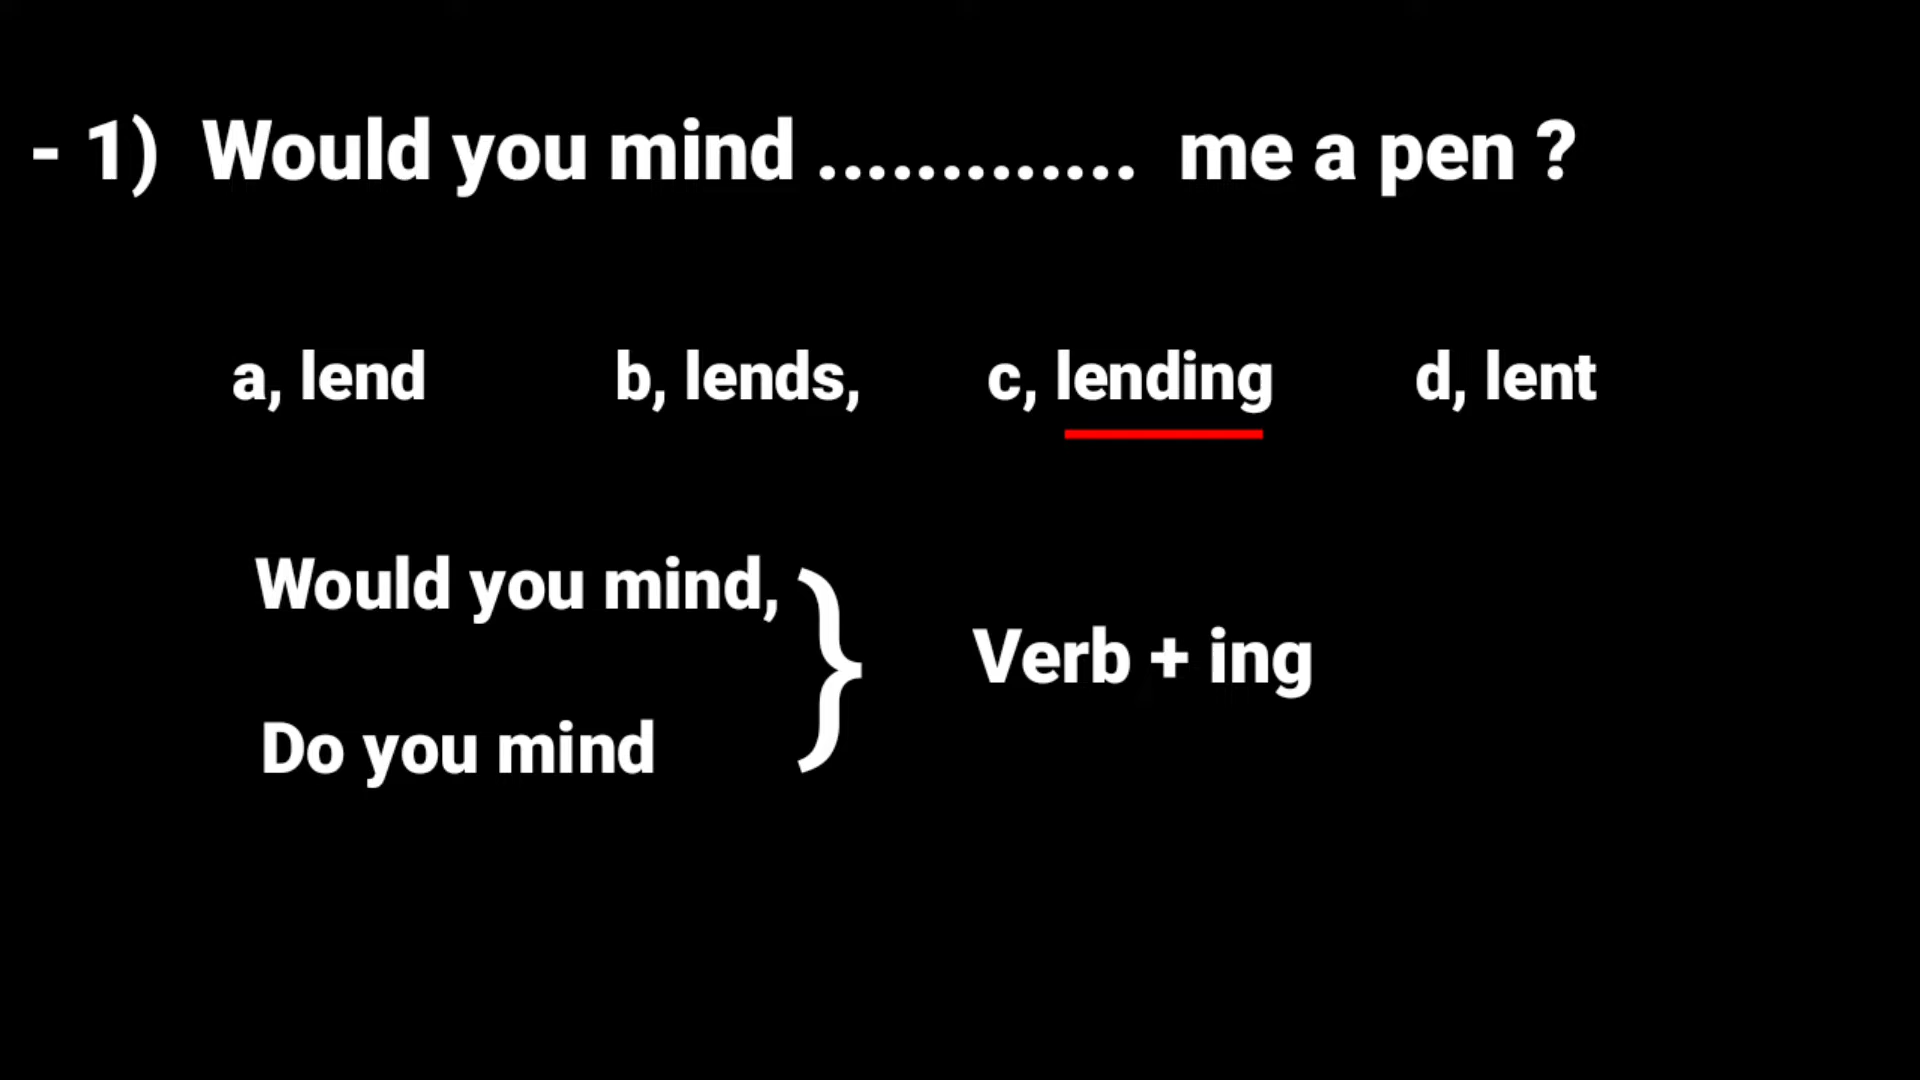 - 1) Would you mind ............. me a pen ?
a, lend b, lends, c, lending d, lent
Would you mind,
} Verb + ing
Do you mind